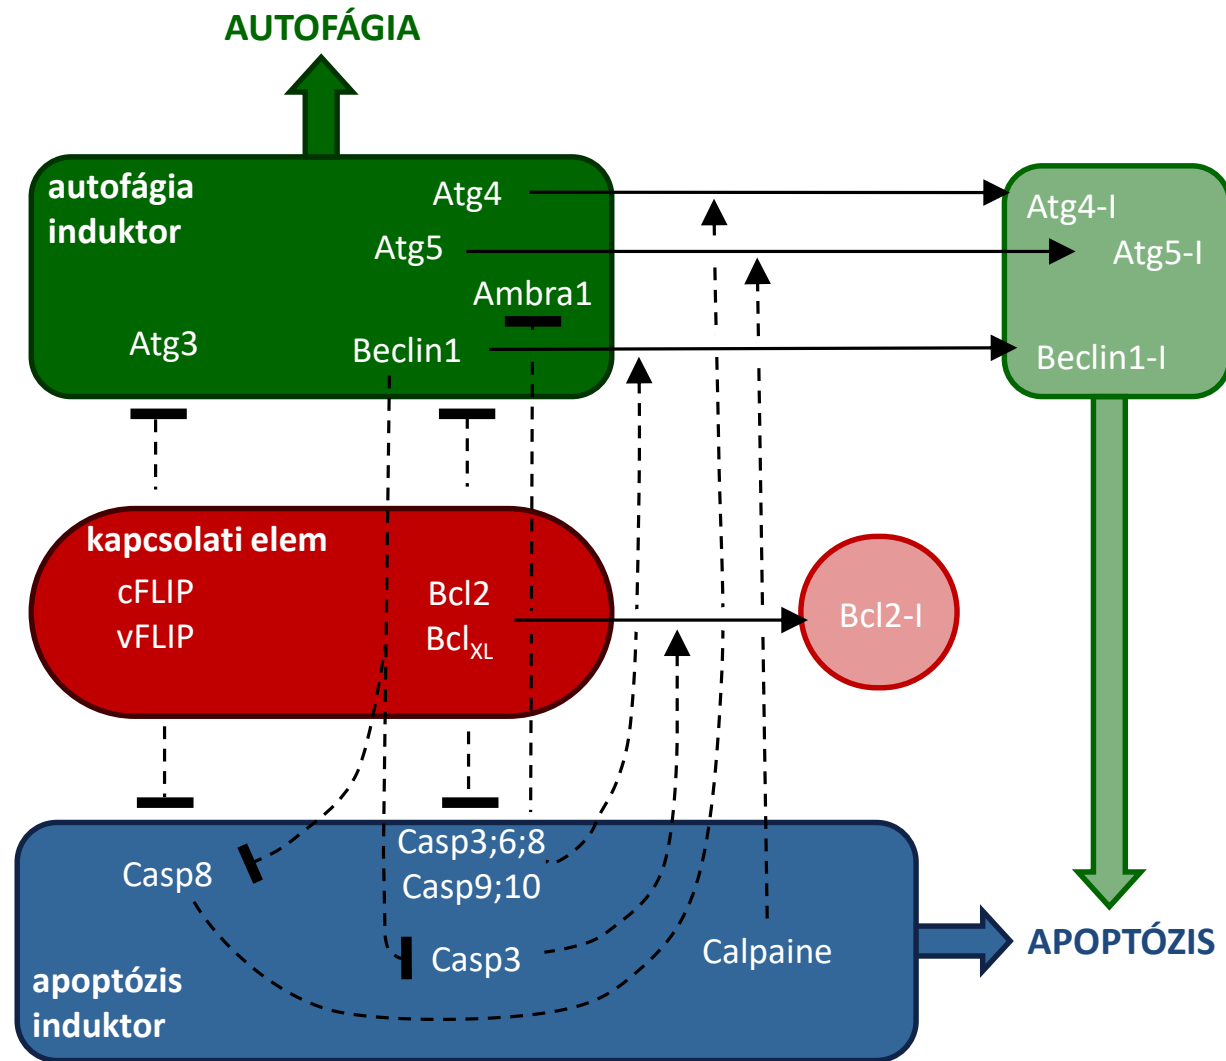 AUTOFÁGIA
autofágia
induktor
Atg4
Atg5
Ambra1
Atg3
Beclin1
Atg4-I
Atg5-I
Beclin1-I
kapcsolati elem
cFLIP
vFLIP
Bcl2
BclXL
Bcl2-I
Casp8
Casp3;6;8
Casp9;10
Casp3
Calpaine
apoptózis
induktor
APOPTÓZIS